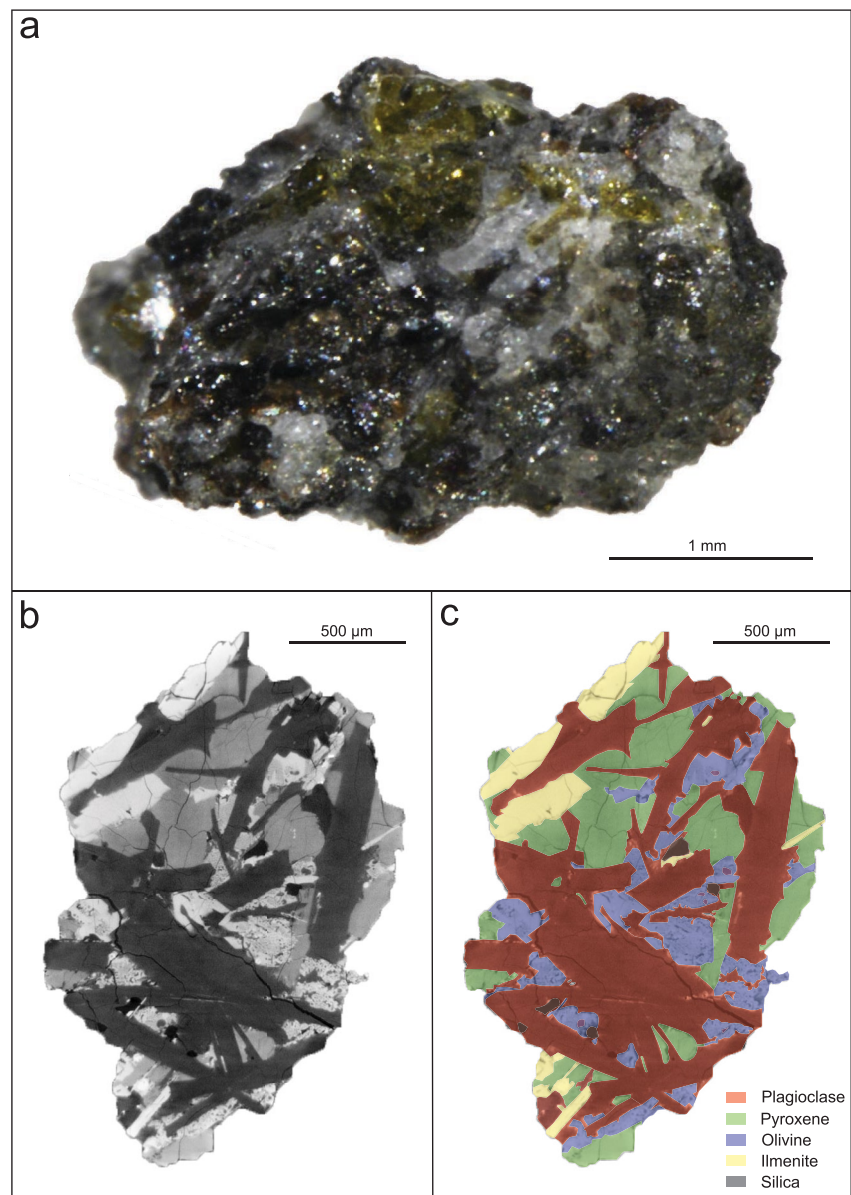 a
1 mm
b
500 µm
c
500 µm
Plagioclase
Pyroxene
Olivine
Ilmenite
Silica